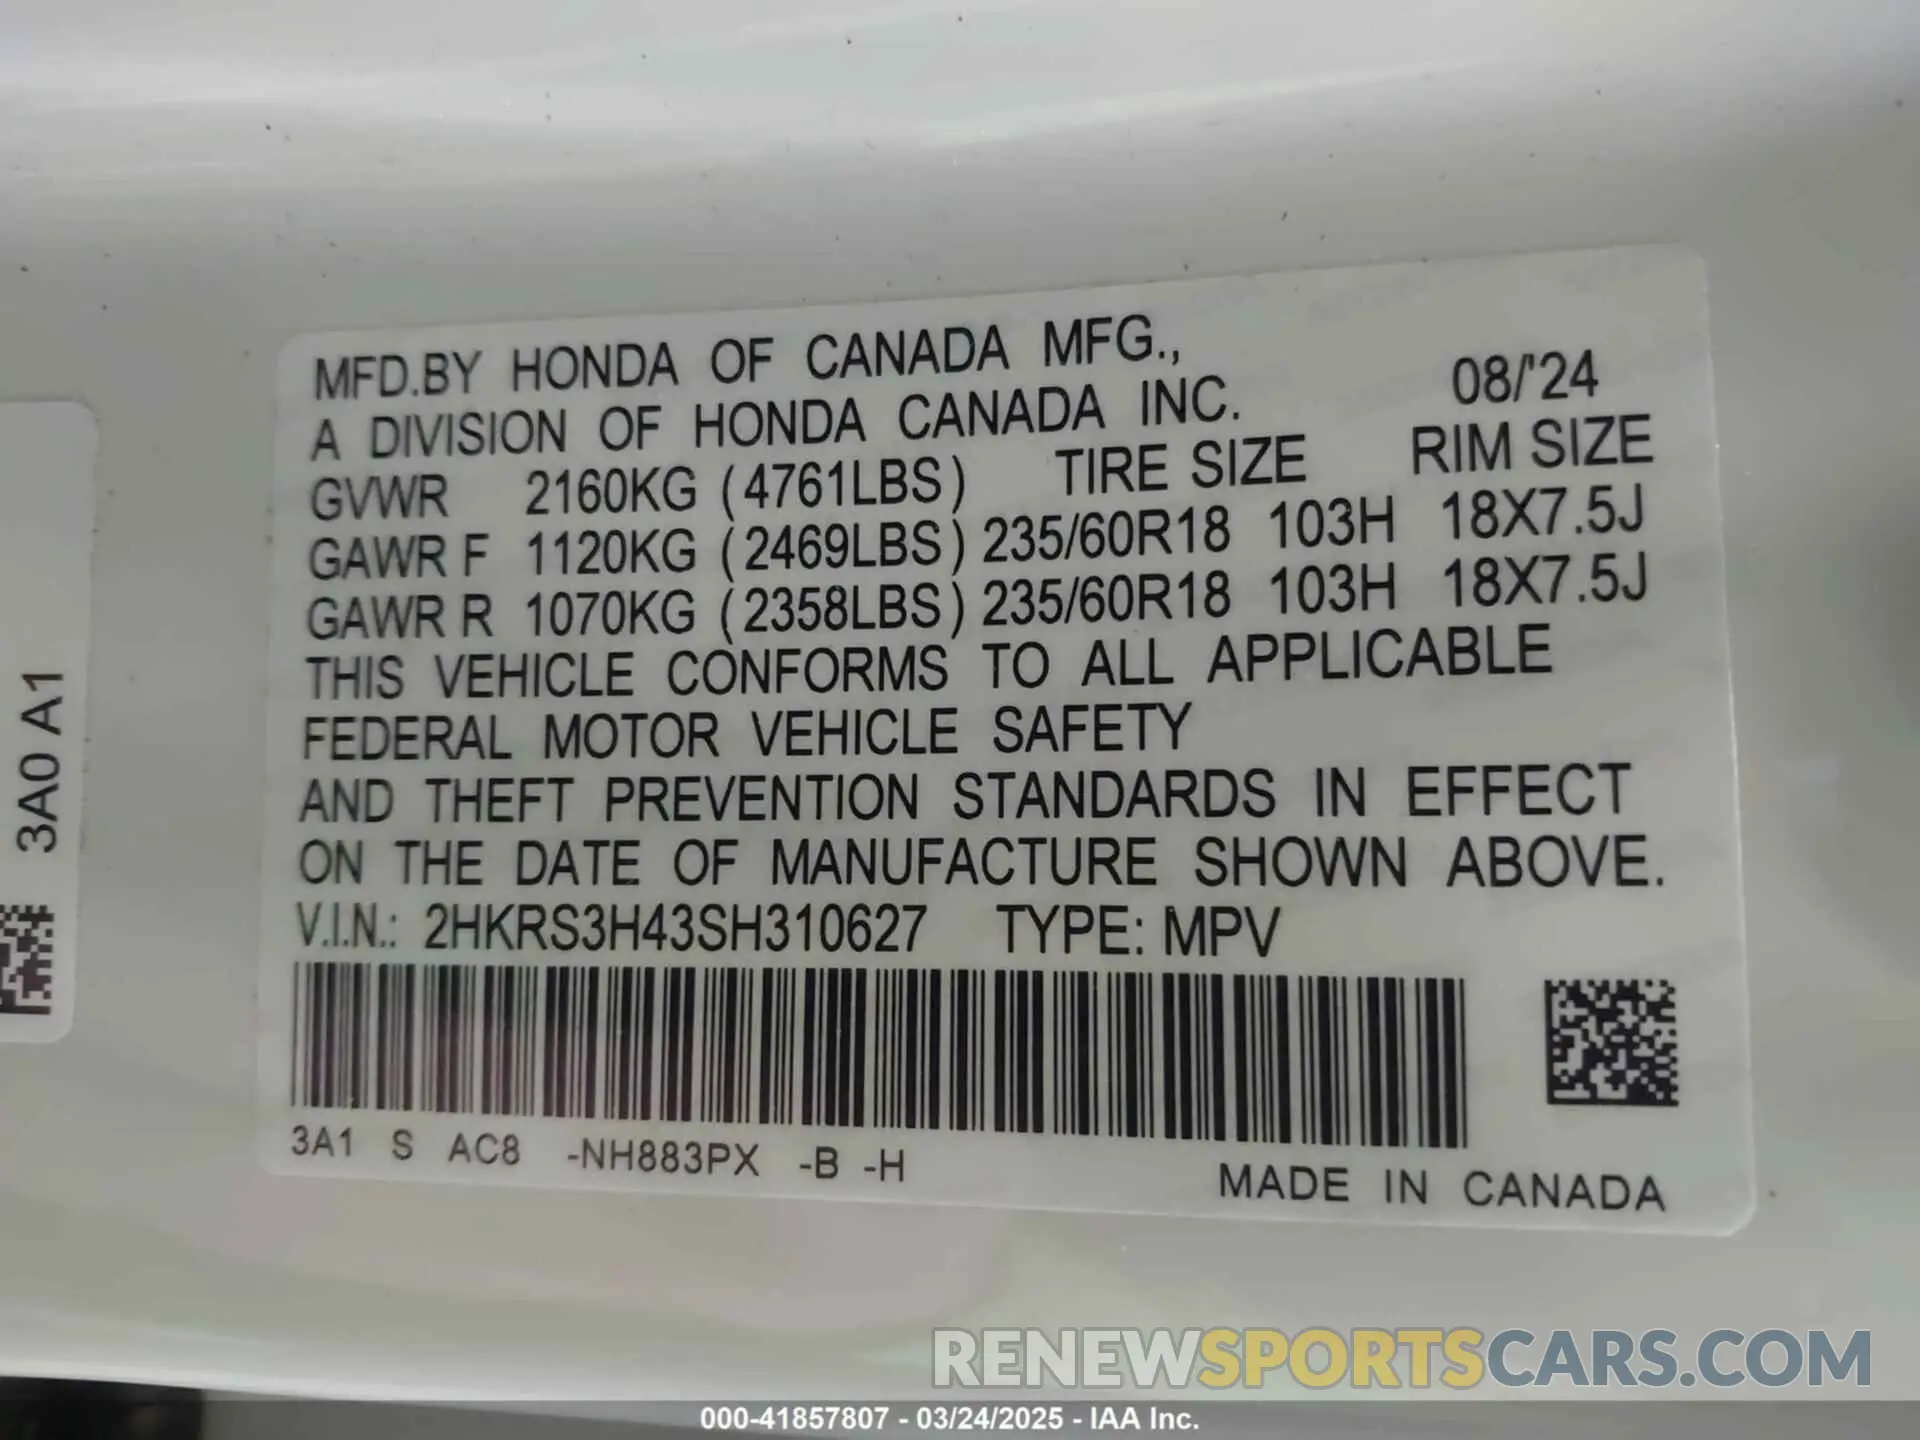 MFD.BY HONDA OF CANADA MFG.,
A DIVISION OF HONDA CANADA INC. 08/'24
GVWR 2160KG (4761LBS) TIRE SIZE RIM SIZE
GAWR F 1120KG (2469LBS) 235/60R18 103H 18X7.5J
GAWR R 1070KG (2358LBS) 235/60R18 103H 18X7.5J
THIS VEHICLE CONFORMS TO ALL APPLICABLE
FEDERAL MOTOR VEHICLE SAFETY
AND THEFT PREVENTION STANDARDS IN EFFECT
ON THE DATE OF MANUFACTURE SHOWN ABOVE.
V.I.N.: 2HKRS3H43SH310627 TYPE: MPV
3A1 S AC8 -NH883PX -B -H
MADE IN CANADA
3A0 A1
RENEWSPORTSCARS.COM
000-41857807 - 03/24/2025 - IAA Inc.